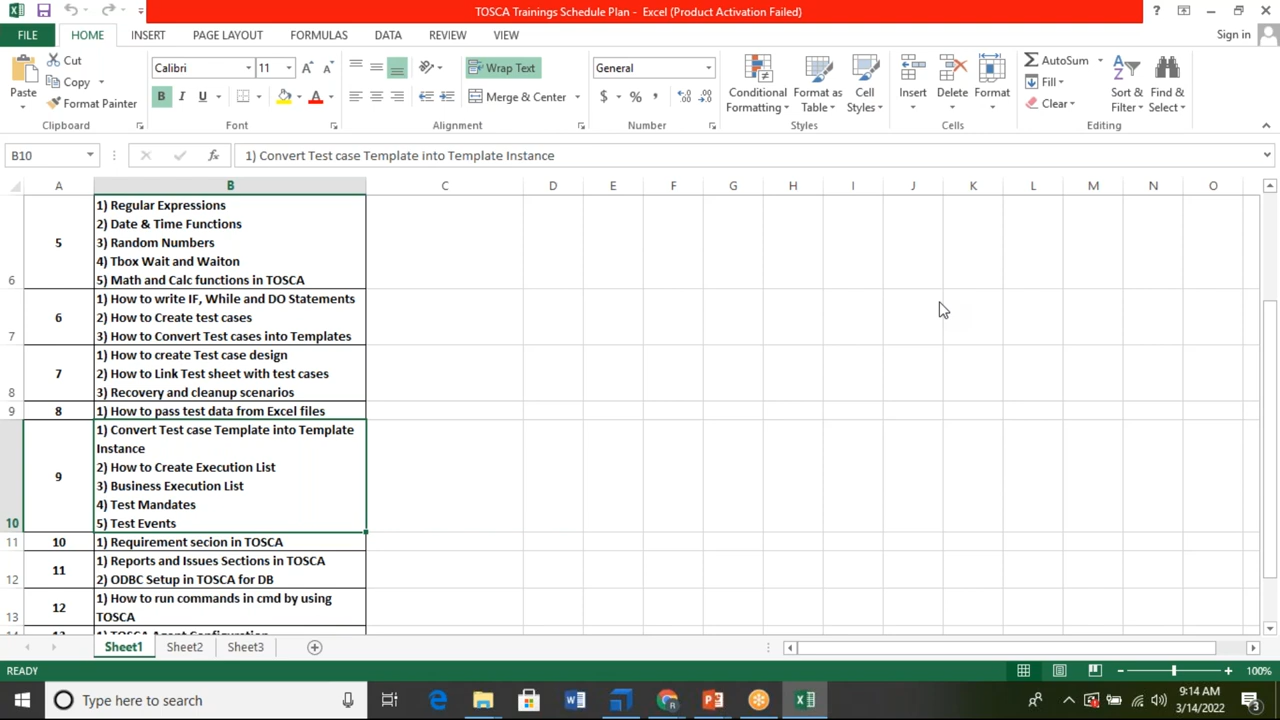 TOSCA Trainings Schedule Plan - Excel (Product Activation Failed)
?
FILE HOME INSERT PAGE LAYOUT FORMULAS DATA REVIEW VIEW Sign in
Cut
Copy
Format Painter
Paste
Clipboard
Calibri 11
B I U
Font
Wrap Text
Merge & Center
Alignment
General
$ % ,
Number
Conditional Formatting
Format as Table
Cell Styles
Styles
Insert Delete Format
Cells
AutoSum
Fill
Clear
Sort & Filter
Find & Select
Editing
B10 fx 1) Convert Test case Template into Template Instance
A B C D E F G H I J K L M N O
6
5
1) Regular Expressions
2) Date & Time Functions
3) Random Numbers
4) Tbox Wait and Waiton
5) Math and Calc functions in TOSCA
7
6
1) How to write IF, While and DO Statements
2) How to Create test cases
3) How to Convert Test cases into Templates
8
7
1) How to create Test case design
2) How to Link Test sheet with test cases
3) Recovery and cleanup scenarios
9 8 1) How to pass test data from Excel files
10
9
1) Convert Test case Template into Template
Instance
2) How to Create Execution List
3) Business Execution List
4) Test Mandates
5) Test Events
11 10 1) Requirement secion in TOSCA
12
11
1) Reports and Issues Sections in TOSCA
2) ODBC Setup in TOSCA for DB
13
12
1) How to run commands in cmd by using
TOSCA
14 13 1) TOSCA Agent Configuration
Sheet1 Sheet2 Sheet3
READY 100%
Type here to search
9:14 AM
3/14/2022
3